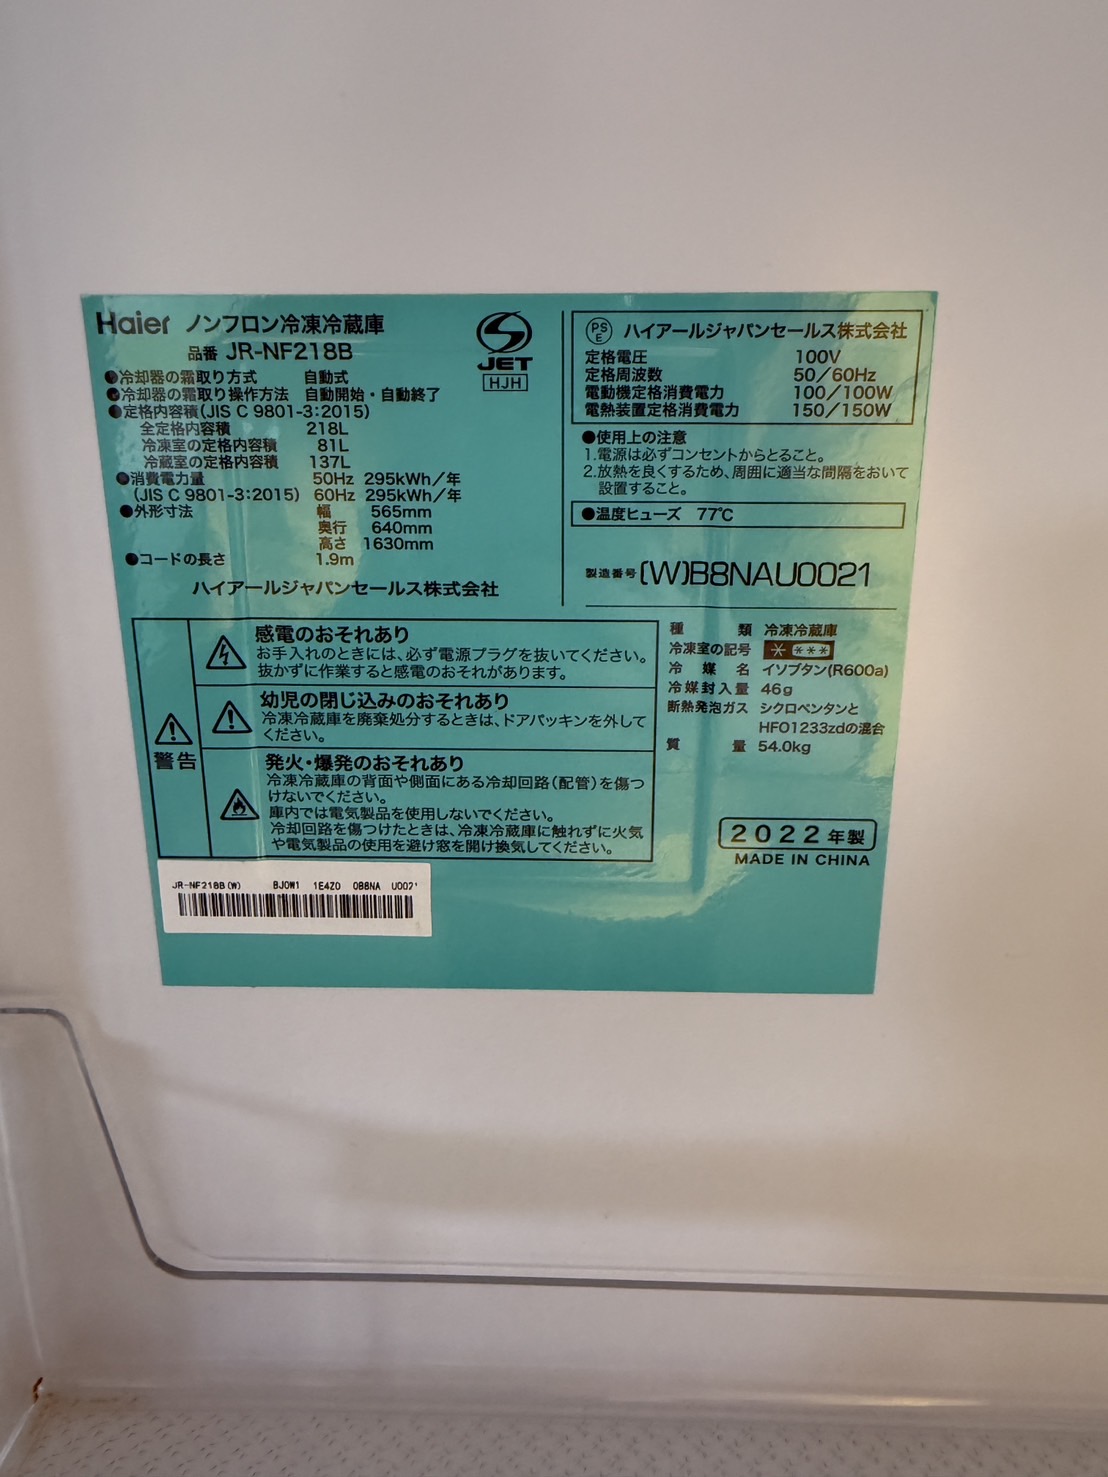 Haier ノンフロン冷凍冷蔵庫
品番 JR-NF218B
●冷却器の霜取り方式 自動式
●冷却器の霜取り操作方法 自動開始・自動終了
●定格内容積(JIS C 9801-3:2015)
全定格内容積 218L
冷凍室の定格内容積 81L
冷蔵室の定格内容積 137L
●消費電力量 50Hz 295kWh/年
(JIS C 9801-3:2015) 60Hz 295kWh/年
●外形寸法 幅 565mm
奥行 640mm
高さ 1630mm
●コードの長さ 1.9m
ハイアールジャパンセールス株式会社
JET
HJH
PS
E
ハイアールジャパンセールス株式会社
定格電圧 100V
定格周波数 50/60Hz
電動機定格消費電力 100/100W
電熱装置定格消費電力 150/150W
●使用上の注意
1.電源は必ずコンセントからとること。
2.放熱を良くするため、周囲に適当な間隔をおいて
設置すること。
●温度ヒューズ 77℃
製造番号 (W)B8NAU0021
警告
感電のおそれあり
お手入れのときには、必ず電源プラグを抜いてください。
抜かずに作業すると感電のおそれがあります。
幼児の閉じ込みのおそれあり
冷凍冷蔵庫を廃棄処分するときは、ドアパッキンを外して
ください。
発火・爆発のおそれあり
冷凍冷蔵庫の背面や側面にある冷却回路(配管)を傷つ
けないでください。
庫内では電気製品を使用しないでください。
冷却回路を傷つけたときは、冷凍冷蔵庫に触れずに火気
や電気製品の使用を避け窓を開け換気してください。
種類 冷凍冷蔵庫
冷凍室の記号 * ***
冷媒名 イソブタン(R600a)
冷媒封入量 46g
断熱発泡ガス シクロペンタンと
HFO1233zdの混合
質量 54.0kg
2022年製
MADE IN CHINA
JR-NF218B(W) BJ0W1 1E4Z0 0B8NA U0021